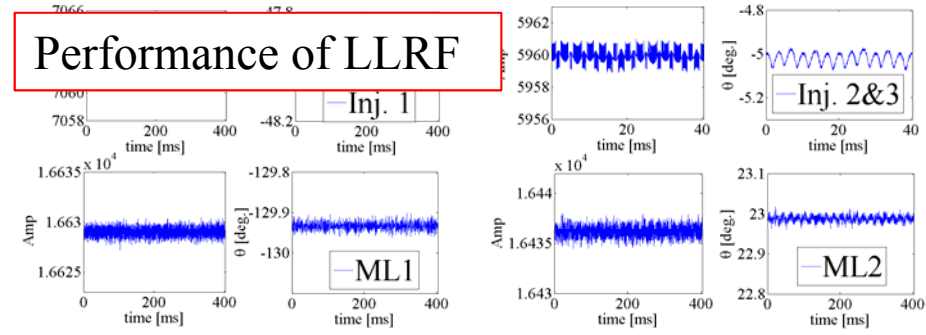 7066
-47.8
Performance of LLRF
7060
7058
0
200
400
time [ms]
-48.2
0
200
400
time [ms]
Inj. 1
5962
5960
5958
5956
0
20
40
time [ms]
-4.8
-5
-5.2
θ [deg.]
0
20
40
time [ms]
Inj. 2&3
x 10⁴
1.6635
1.663
1.6625
Amp
0
200
400
time [ms]
-129.8
-129.9
-130
θ [deg.]
0
200
400
time [ms]
ML1
x 10⁴
1.644
1.6435
1.643
Amp
0
200
400
time [ms]
23.1
23
22.9
22.8
θ [deg.]
0
200
400
time [ms]
ML2